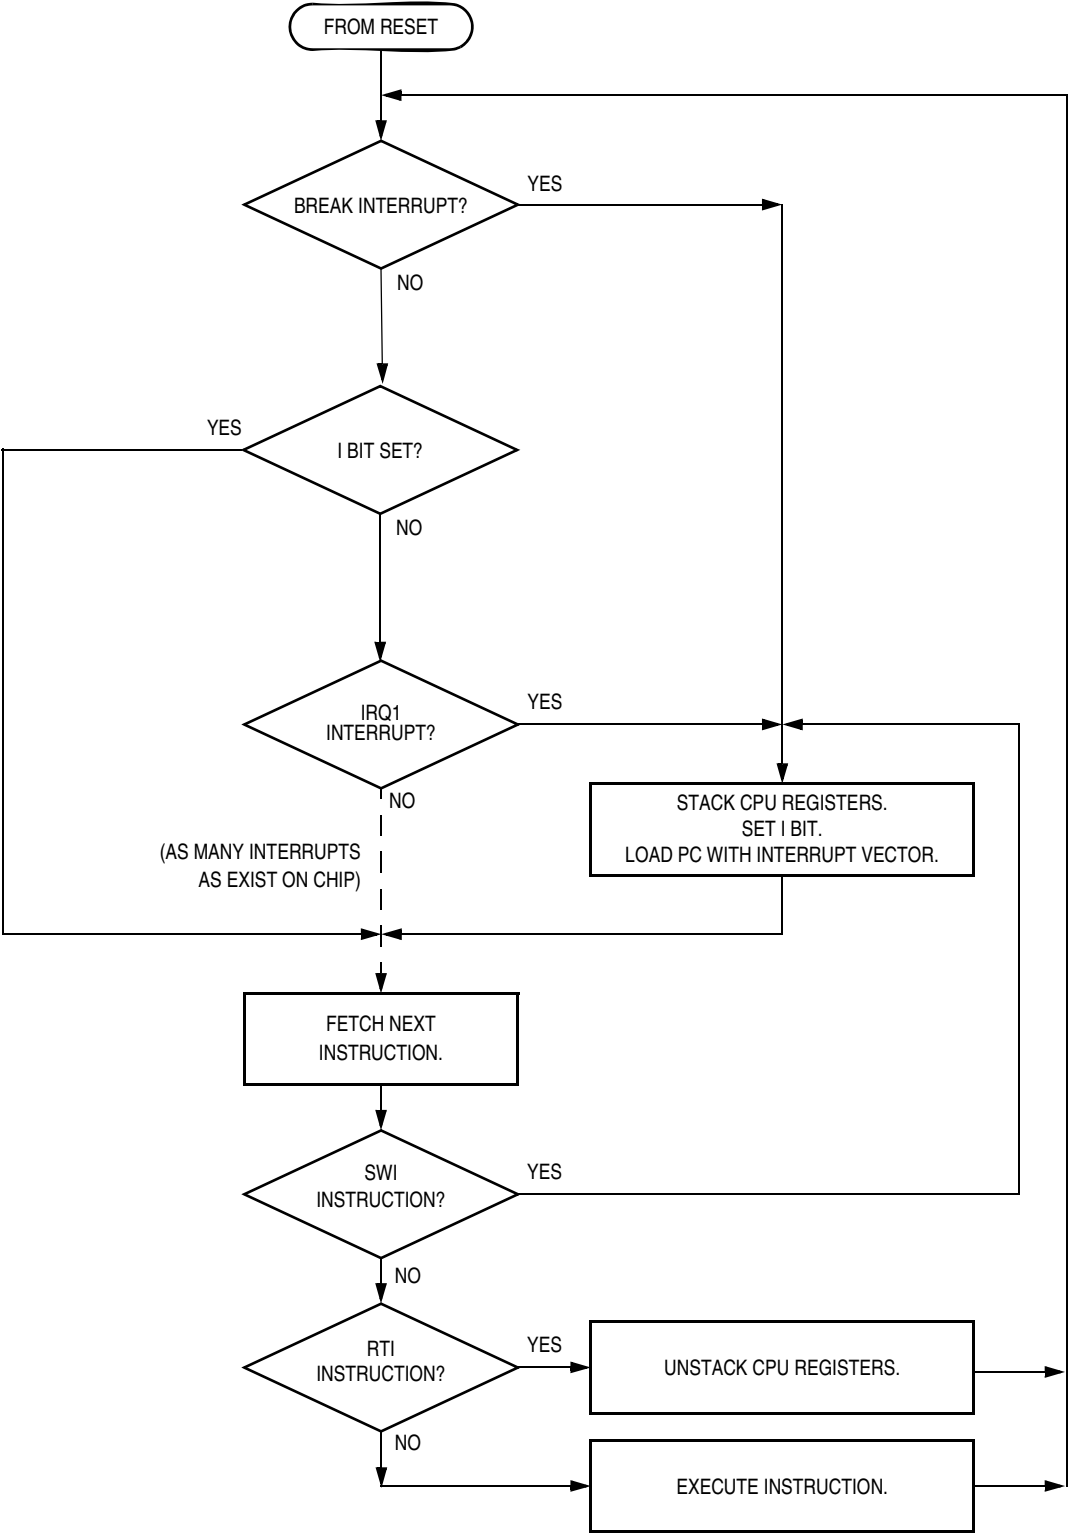 FROM RESET
BREAK INTERRUPT?
YES
NO
YES
I BIT SET?
NO
IRQ1
INTERRUPT?
YES
NO
(AS MANY INTERRUPTS
AS EXIST ON CHIP)
STACK CPU REGISTERS.
SET I BIT.
LOAD PC WITH INTERRUPT VECTOR.
FETCH NEXT
INSTRUCTION.
SWI
INSTRUCTION?
YES
NO
RTI
INSTRUCTION?
YES
UNSTACK CPU REGISTERS.
NO
EXECUTE INSTRUCTION.